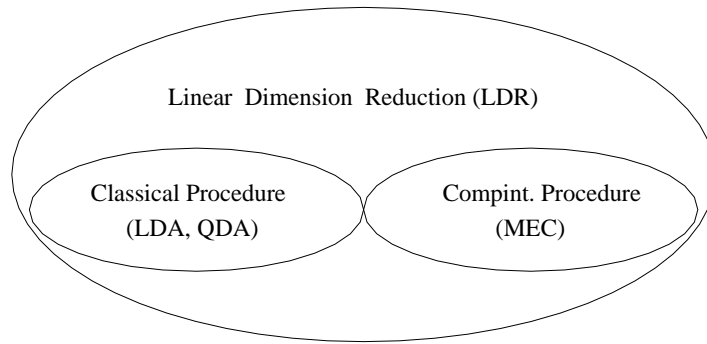 Linear Dimension Reduction (LDR)
Classical Procedure
(LDA, QDA)
Compint. Procedure
(MEC)